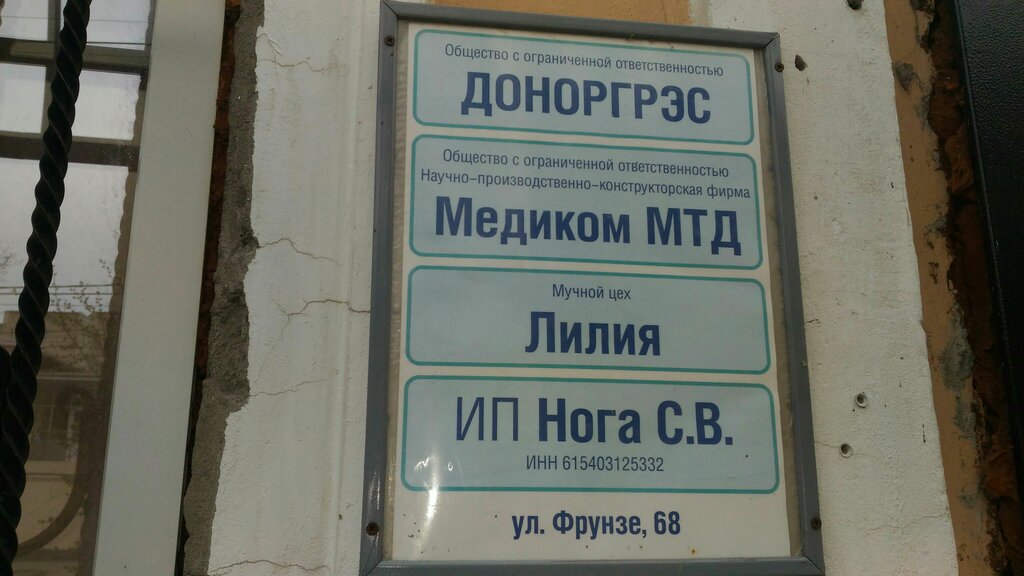 Общество с ограниченной ответственностью
ДОНОРГРЭС
Общество с ограниченной ответственностью
Научно-производственно-конструкторская фирма
Медиком МТД
Мучной цех
Лилия
ИП Нога С.В.
ИНН 615403125332
ул. Фрунзе, 68